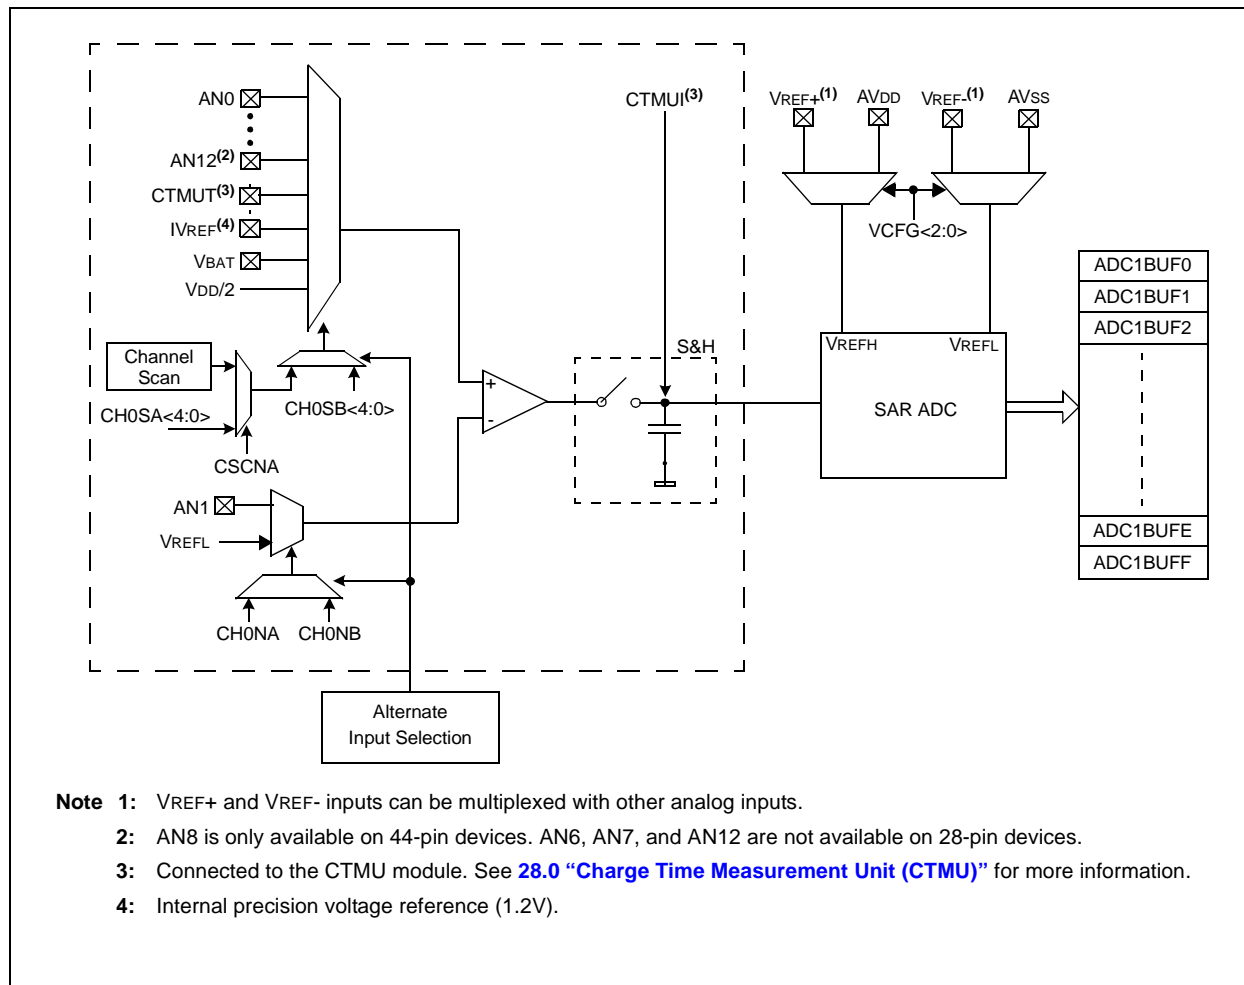 AN0
AN12(2)
CTMUT(3)
IVREF(4)
VBAT
VDD/2
CTMUI(3)
VREF+(1) AVDD VREF-(1) AVSS
VCFG<2:0>
ADC1BUF0
ADC1BUF1
ADC1BUF2
ADC1BUFE
ADC1BUFF
VREFH VREFL
SAR ADC
S&H
Channel
Scan
CH0SA<4:0>
CH0SB<4:0>
CSCNA
+
-
AN1
VREFL
CH0NA CH0NB
Alternate
Input Selection
Note 1: VREF+ and VREF- inputs can be multiplexed with other analog inputs.
2: AN8 is only available on 44-pin devices. AN6, AN7, and AN12 are not available on 28-pin devices.
3: Connected to the CTMU module. See 28.0 “Charge Time Measurement Unit (CTMU)” for more information.
4: Internal precision voltage reference (1.2V).